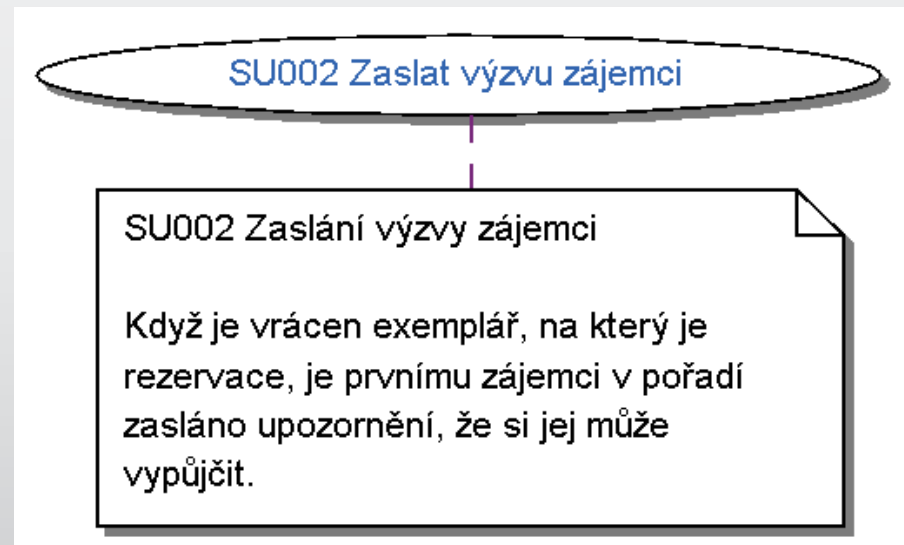 SU002 Zaslat výzvu zájemci
SU002 Zaslání výzvy zájemci
Když je vrácen exemplář, na který je
rezervace, je prvnímu zájemci v pořadí
zasláno upozornění, že si jej může
vypůjčit.